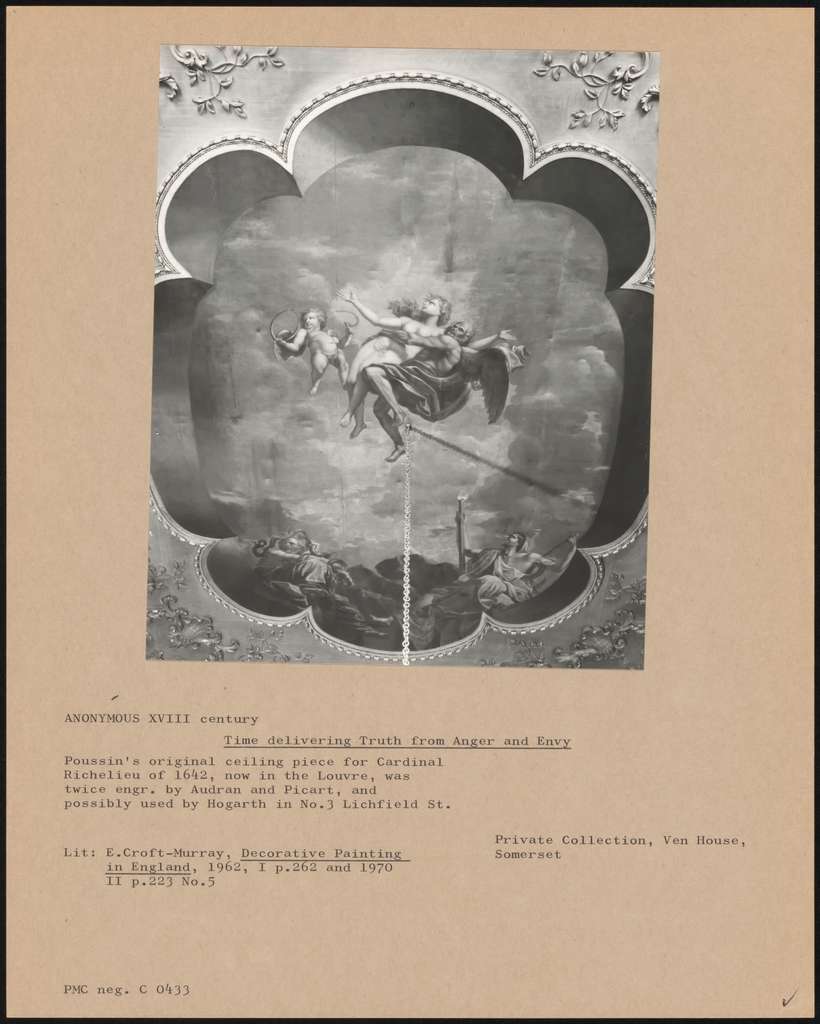 ANONYMOUS XVIII century
Time delivering Truth from Anger and Envy
Poussin's original ceiling piece for Cardinal
Richelieu of 1642, now in the Louvre, was
twice engr. by Audran and Picart, and
possibly used by Hogarth in No.3 Lichfield St.
Private Collection, Ven House,
Somerset
Lit: E.Croft-Murray, Decorative Painting
in England, 1962, I p.262 and 1970
II p.223 No.5
PMC neg. C 0433